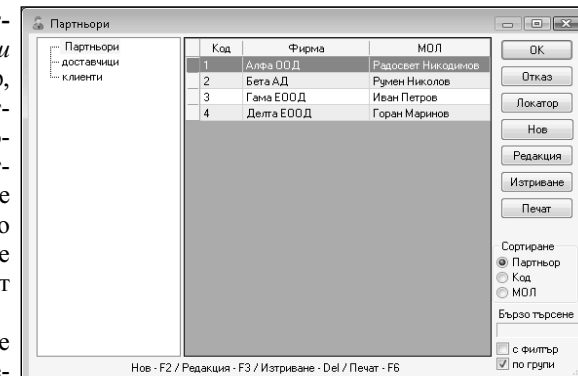 Партньори
Партньори
доставчици
клиенти
Код Фирма МОЛ
1 Алфа ООД Радосвет Никодимов
2 Бета АД Румен Николов
3 Гама ЕООД Иван Петров
4 Делта ЕООД Горан Маринов
OK
Отказ
Локатор
Нов
Редакция
Изтриване
Печат
Сортиране
Партньор
Код
МОЛ
Бързо търсене
с филтър
по групи
Нов - F2 / Редакция - F3 / Изтриване - Del / Печат - F6